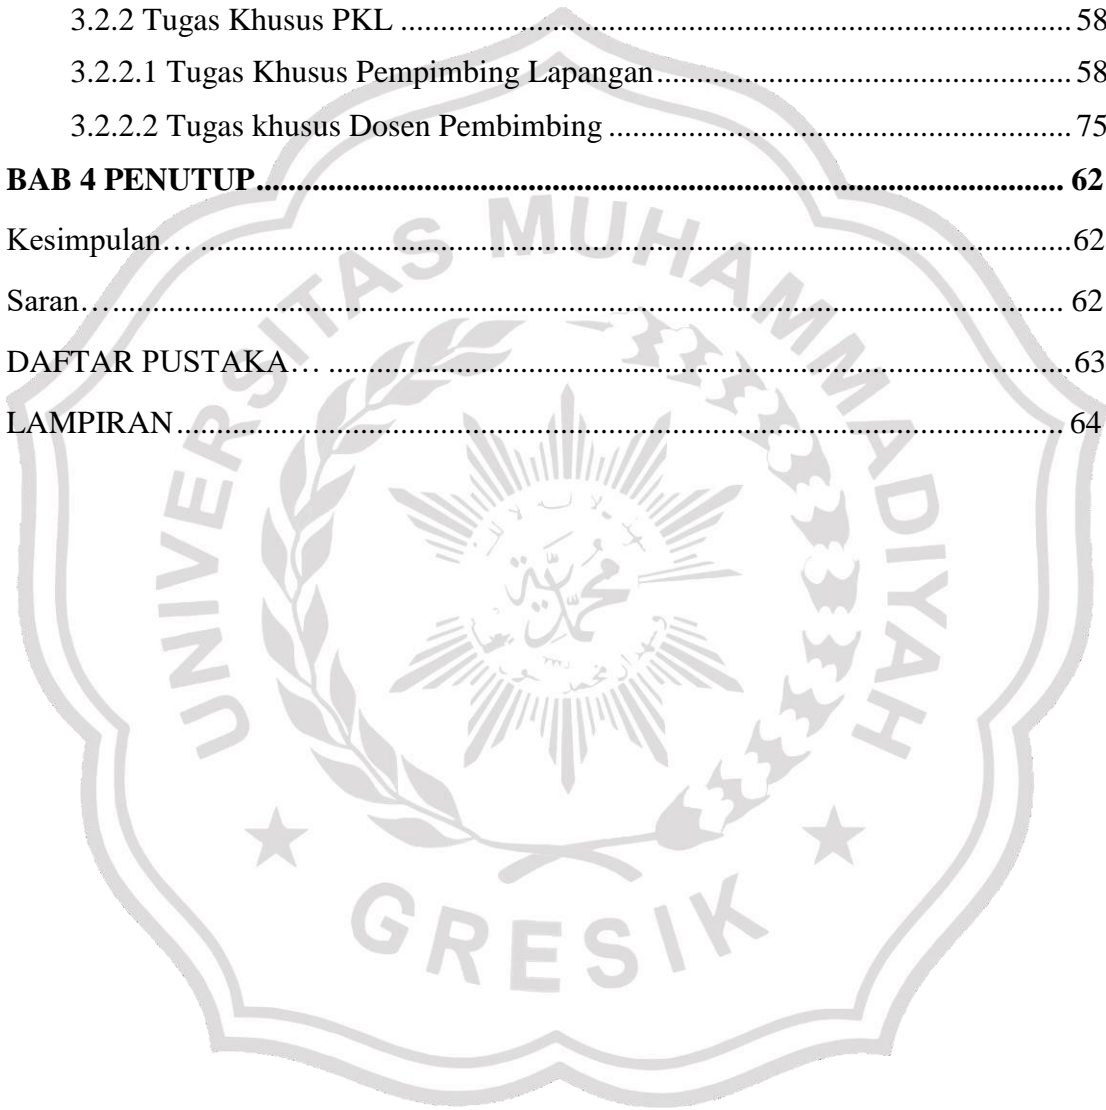 3.2.2 Tugas Khusus PKL ........................................................................................ 58
3.2.2.1 Tugas Khusus Pempimbing Lapangan ...................................................... 58
3.2.2.2 Tugas khusus Dosen Pembimbing ............................................................ 75
BAB 4 PENUTUP...................................................................................................... 62
Kesimpulan… ..............................................................................................................62
Saran….......................................................................................................................... 62
DAFTAR PUSTAKA… ..............................................................................................63
LAMPIRAN ................................................................................................................ 64
UNIVERSITAS MUHAMMADIYAH
محمدية
GRESIK